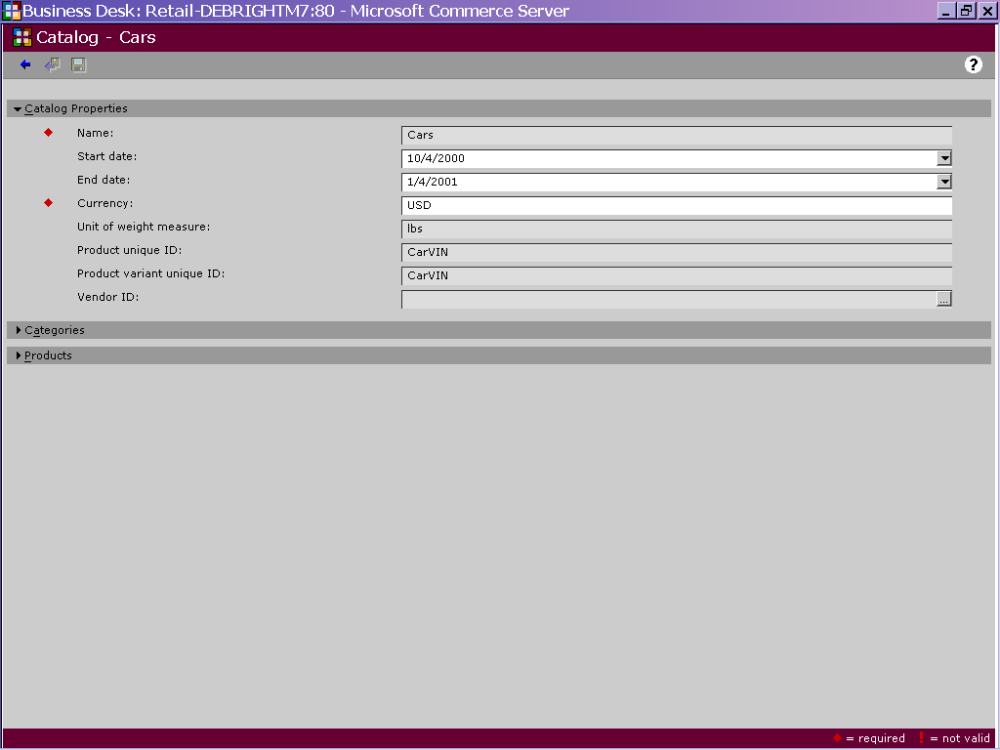 Business Desk: Retail-DEBRIGHTM7:80 - Microsoft Commerce Server
Catalog - Cars
?
Catalog Properties
Name: Cars
Start date: 10/4/2000
End date: 1/4/2001
Currency: USD
Unit of weight measure: lbs
Product unique ID: CarVIN
Product variant unique ID: CarVIN
Vendor ID: ...
Categories
Products
= required = not valid